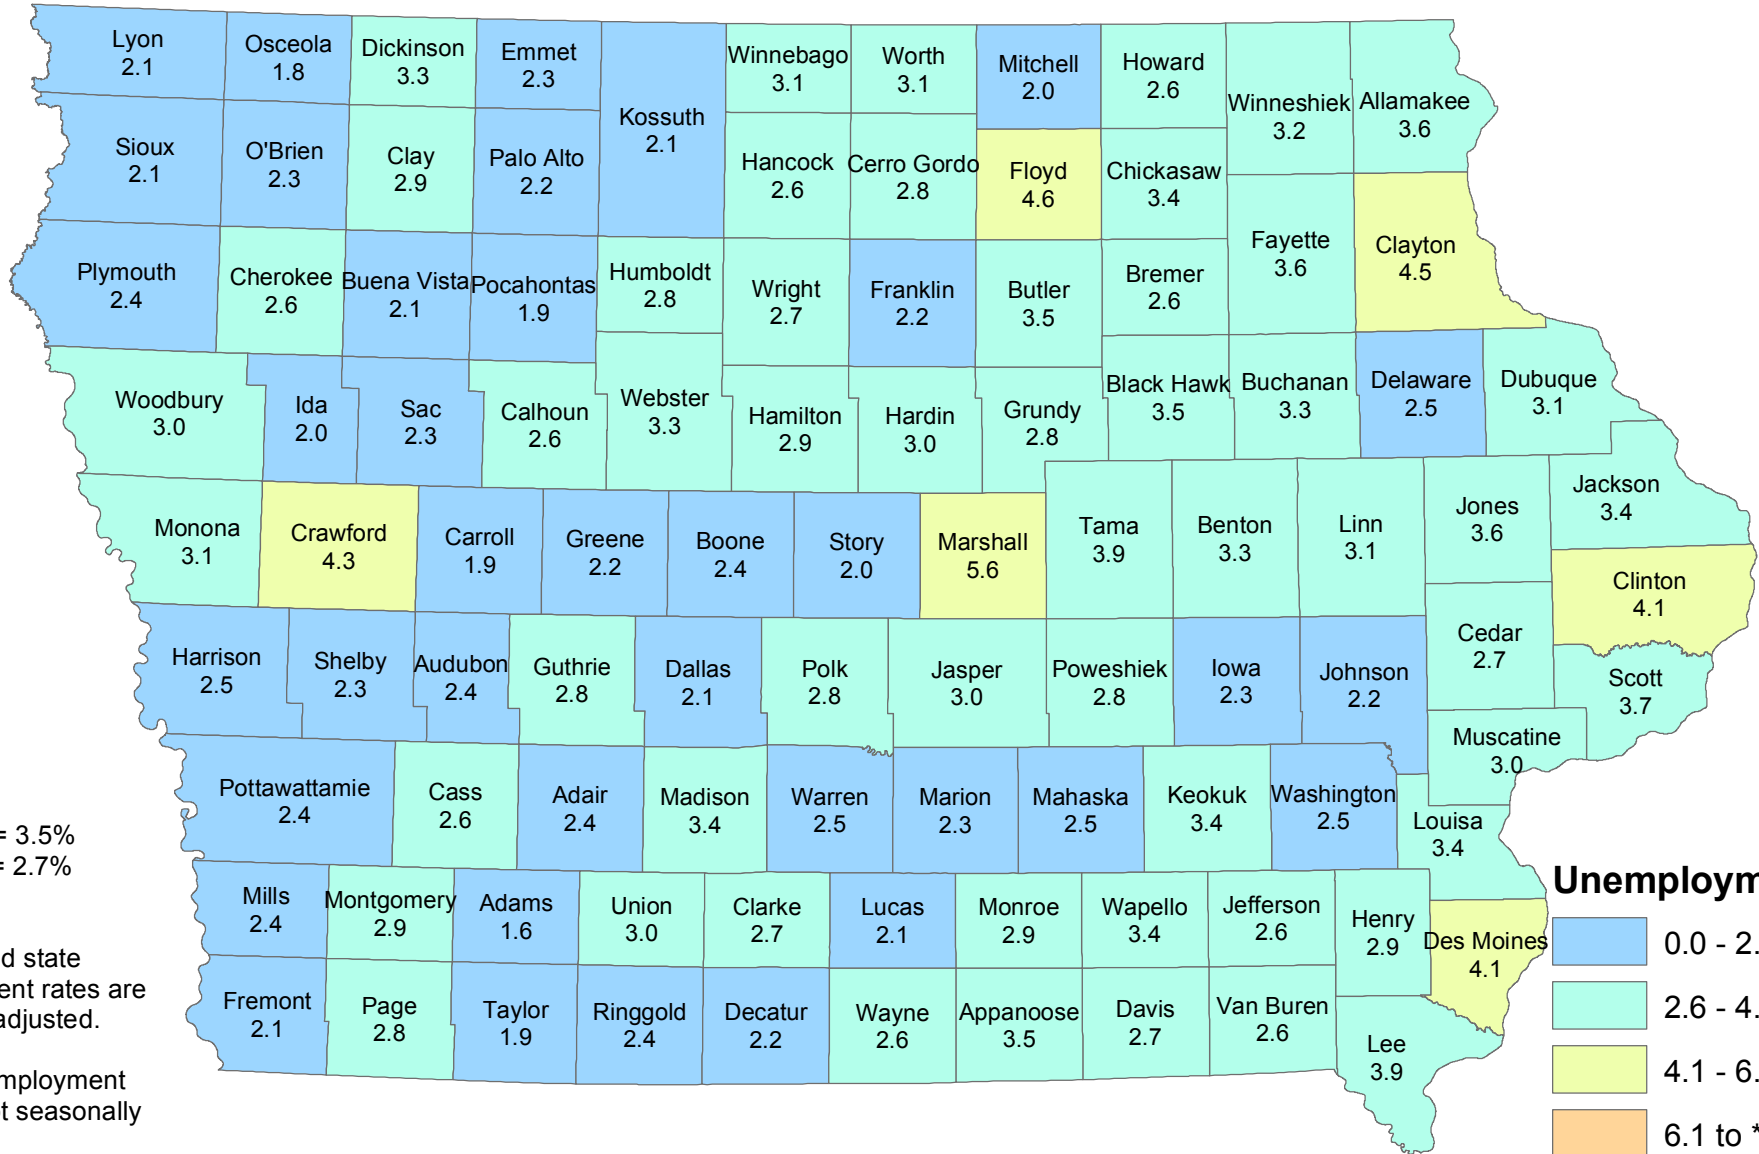 Lyon
2.1
Osceola
1.8
Dickinson
3.3
Emmet
2.3
Kossuth
2.1
Winnebago
3.1
Worth
3.1
Mitchell
2.0
Howard
2.6
Winneshiek
3.2
Allamakee
3.6
Sioux
2.1
O'Brien
2.3
Clay
2.9
Palo Alto
2.2
Hancock
2.6
Cerro Gordo
2.8
Floyd
4.6
Chickasaw
3.4
Fayette
3.6
Clayton
4.5
Plymouth
2.4
Cherokee
2.6
Buena Vista
2.1
Pocahontas
1.9
Humboldt
2.8
Wright
2.7
Franklin
2.2
Butler
3.5
Bremer
2.6
Woodbury
3.0
Ida
2.0
Sac
2.3
Calhoun
2.6
Webster
3.3
Hamilton
2.9
Hardin
3.0
Grundy
2.8
Black Hawk
3.5
Buchanan
3.3
Delaware
2.5
Dubuque
3.1
Monona
3.1
Crawford
4.3
Carroll
1.9
Greene
2.2
Boone
2.4
Story
2.0
Marshall
5.6
Tama
3.9
Benton
3.3
Linn
3.1
Jones
3.6
Jackson
3.4
Clinton
4.1
Harrison
2.5
Shelby
2.3
Audubon
2.4
Guthrie
2.8
Dallas
2.1
Polk
2.8
Jasper
3.0
Poweshiek
2.8
Iowa
2.3
Johnson
2.2
Cedar
2.7
Scott
3.7
Muscatine
3.0
Pottawattamie
2.4
Cass
2.6
Adair
2.4
Madison
3.4
Warren
2.5
Marion
2.3
Mahaska
2.5
Keokuk
3.4
Washington
2.5
Louisa
3.4
Mills
2.4
Montgomery
2.9
Adams
1.6
Union
3.0
Clarke
2.7
Lucas
2.1
Monroe
2.9
Wapello
3.4
Jefferson
2.6
Henry
2.9
Des Moines
4.1
Fremont
2.1
Page
2.8
Taylor
1.9
Ringgold
2.4
Decatur
2.2
Wayne
2.6
Appanoose
3.5
Davis
2.7
Van Buren
2.6
Lee
3.9
= 3.5%
= 2.7%
d state
ent rates are
adjusted.
mployment
t seasonally
Unemploym
0.0 - 2.
2.6 - 4.
4.1 - 6.
6.1 to *